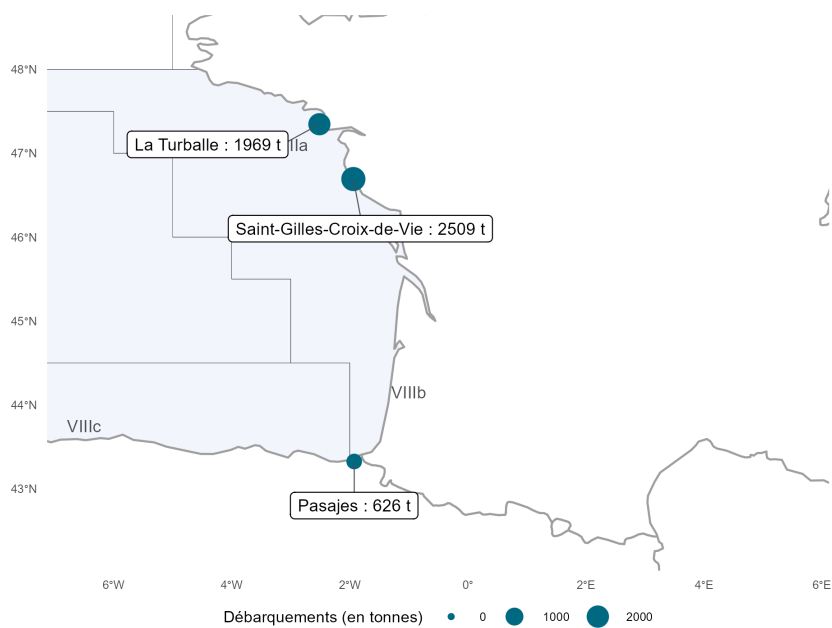 48°N
La Turballe : 1969 t
IIa
47°N
Saint-Gilles-Croix-de-Vie : 2509 t
46°N
45°N
VIIIb
44°N
VIIIc
43°N
Pasajes : 626 t
6°W 4°W 2°W 0° 2°E 4°E 6°E
Débarquements (en tonnes) 0 1000 2000